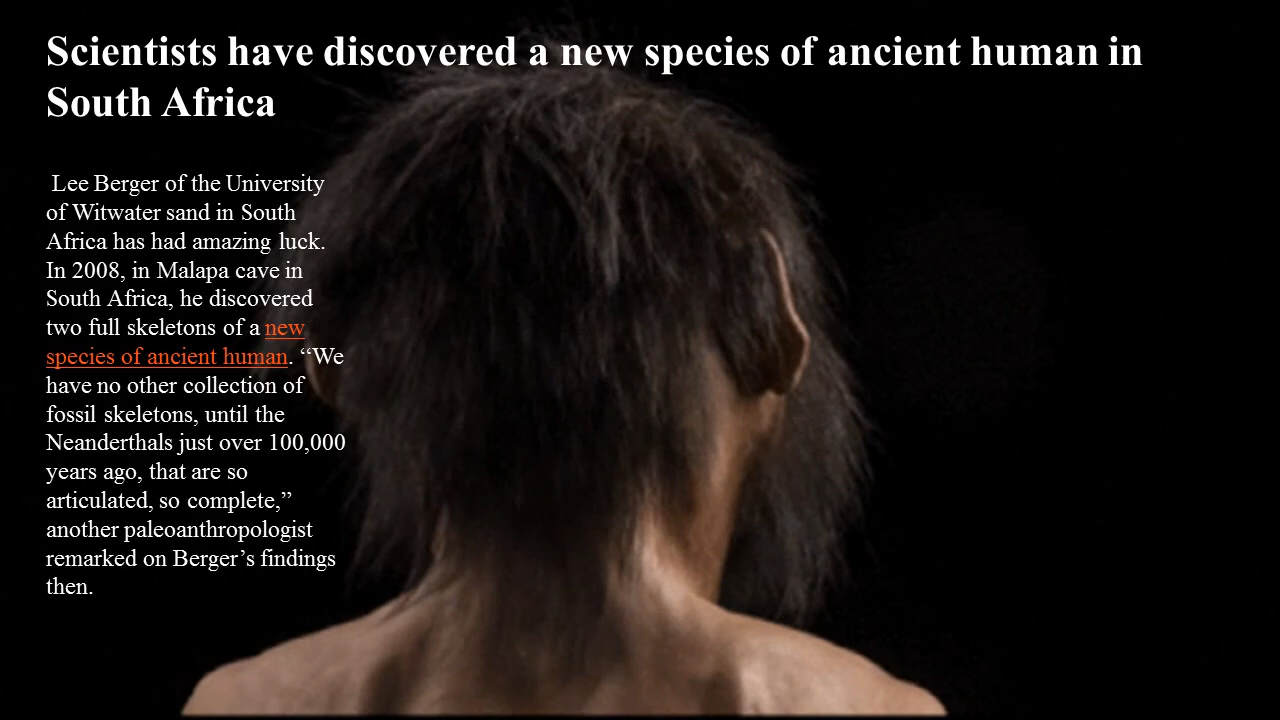 Scientists have discovered a new species of ancient human in
South Africa
Lee Berger of the University
of Witwater sand in South
Africa has had amazing luck.
In 2008, in Malapa cave in
South Africa, he discovered
two full skeletons of a new
species of ancient human. “We
have no other collection of
fossil skeletons, until the
Neanderthals just over 100,000
years ago, that are so
articulated, so complete,”
another paleoanthropologist
remarked on Berger’s findings
then.